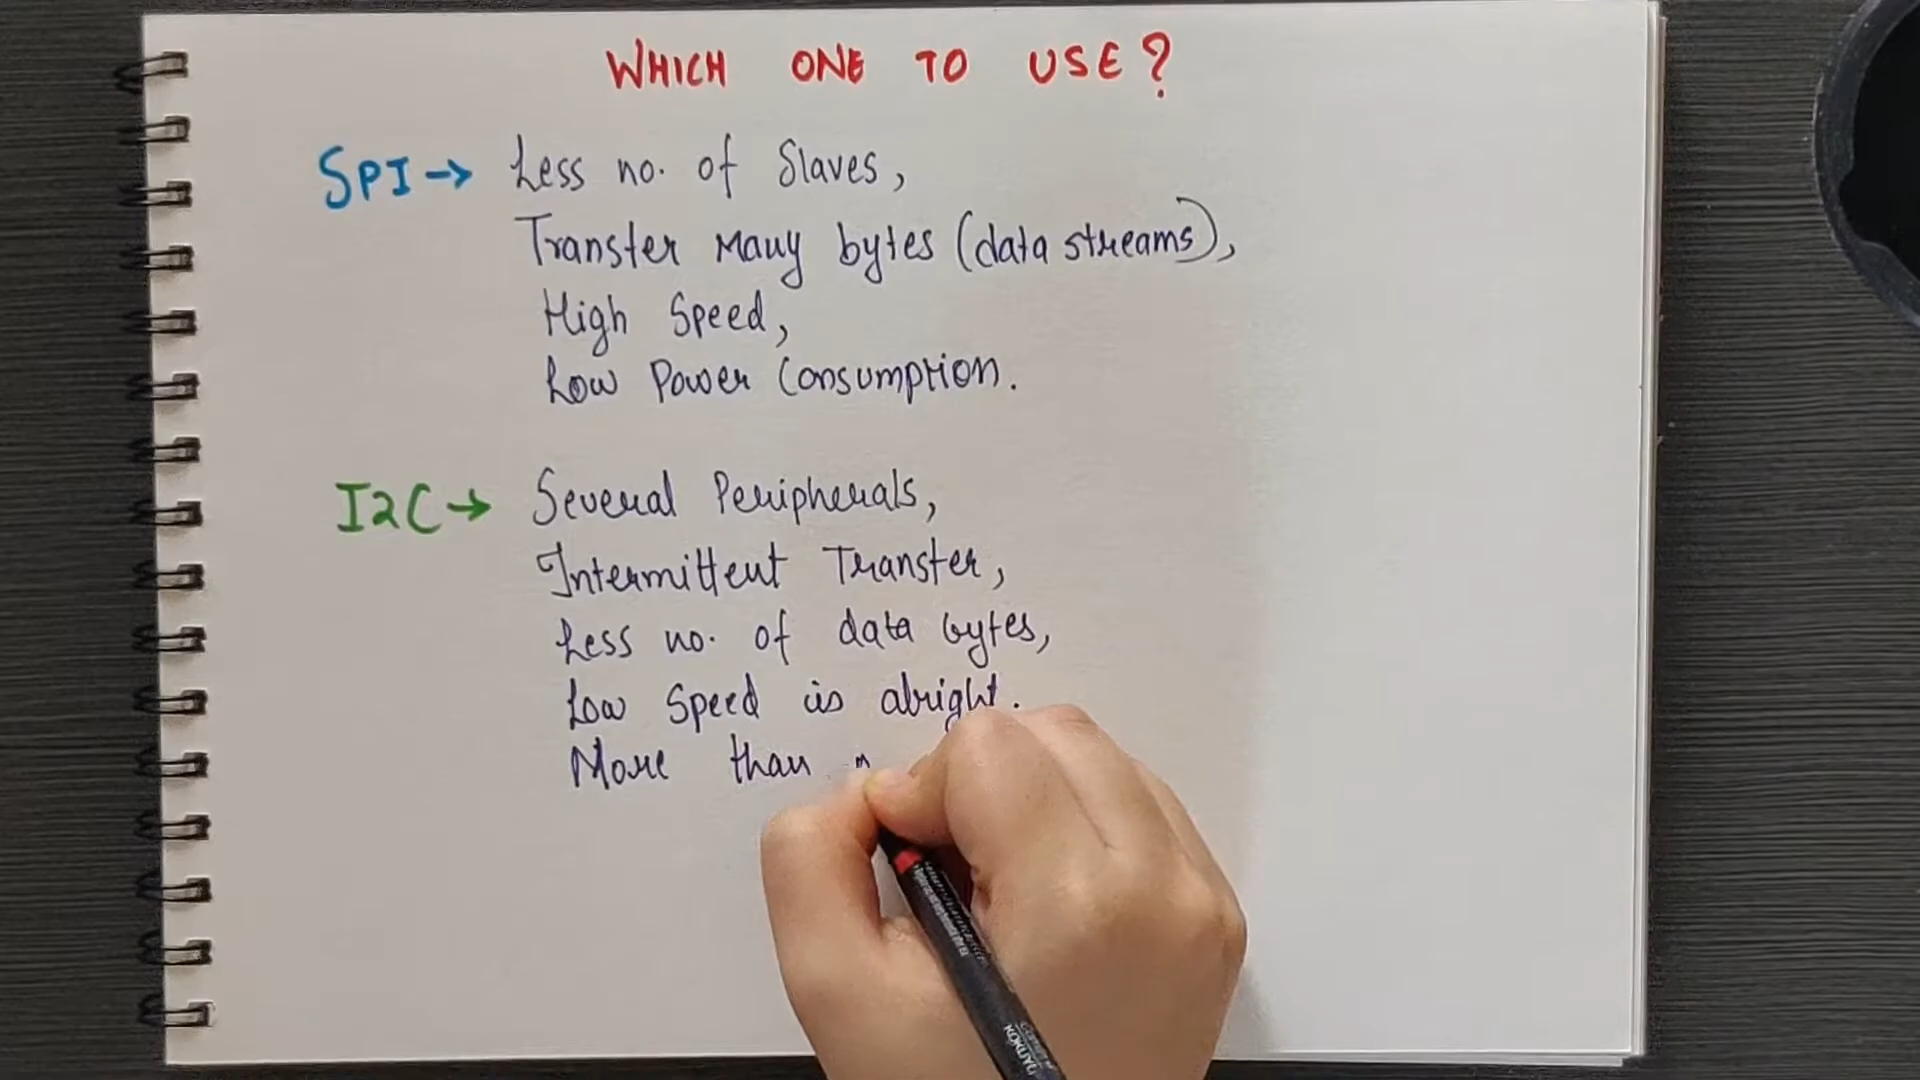 WHICH ONE TO USE?
SPI→ Less no. of Slaves,
Transfer Many bytes (data streams),
High Speed,
Low Power Consumption.
I2C→ Several Peripherals,
Intermittent Transfer,
Less no. of data bytes,
Low Speed is alright.
More than
KOKUYO